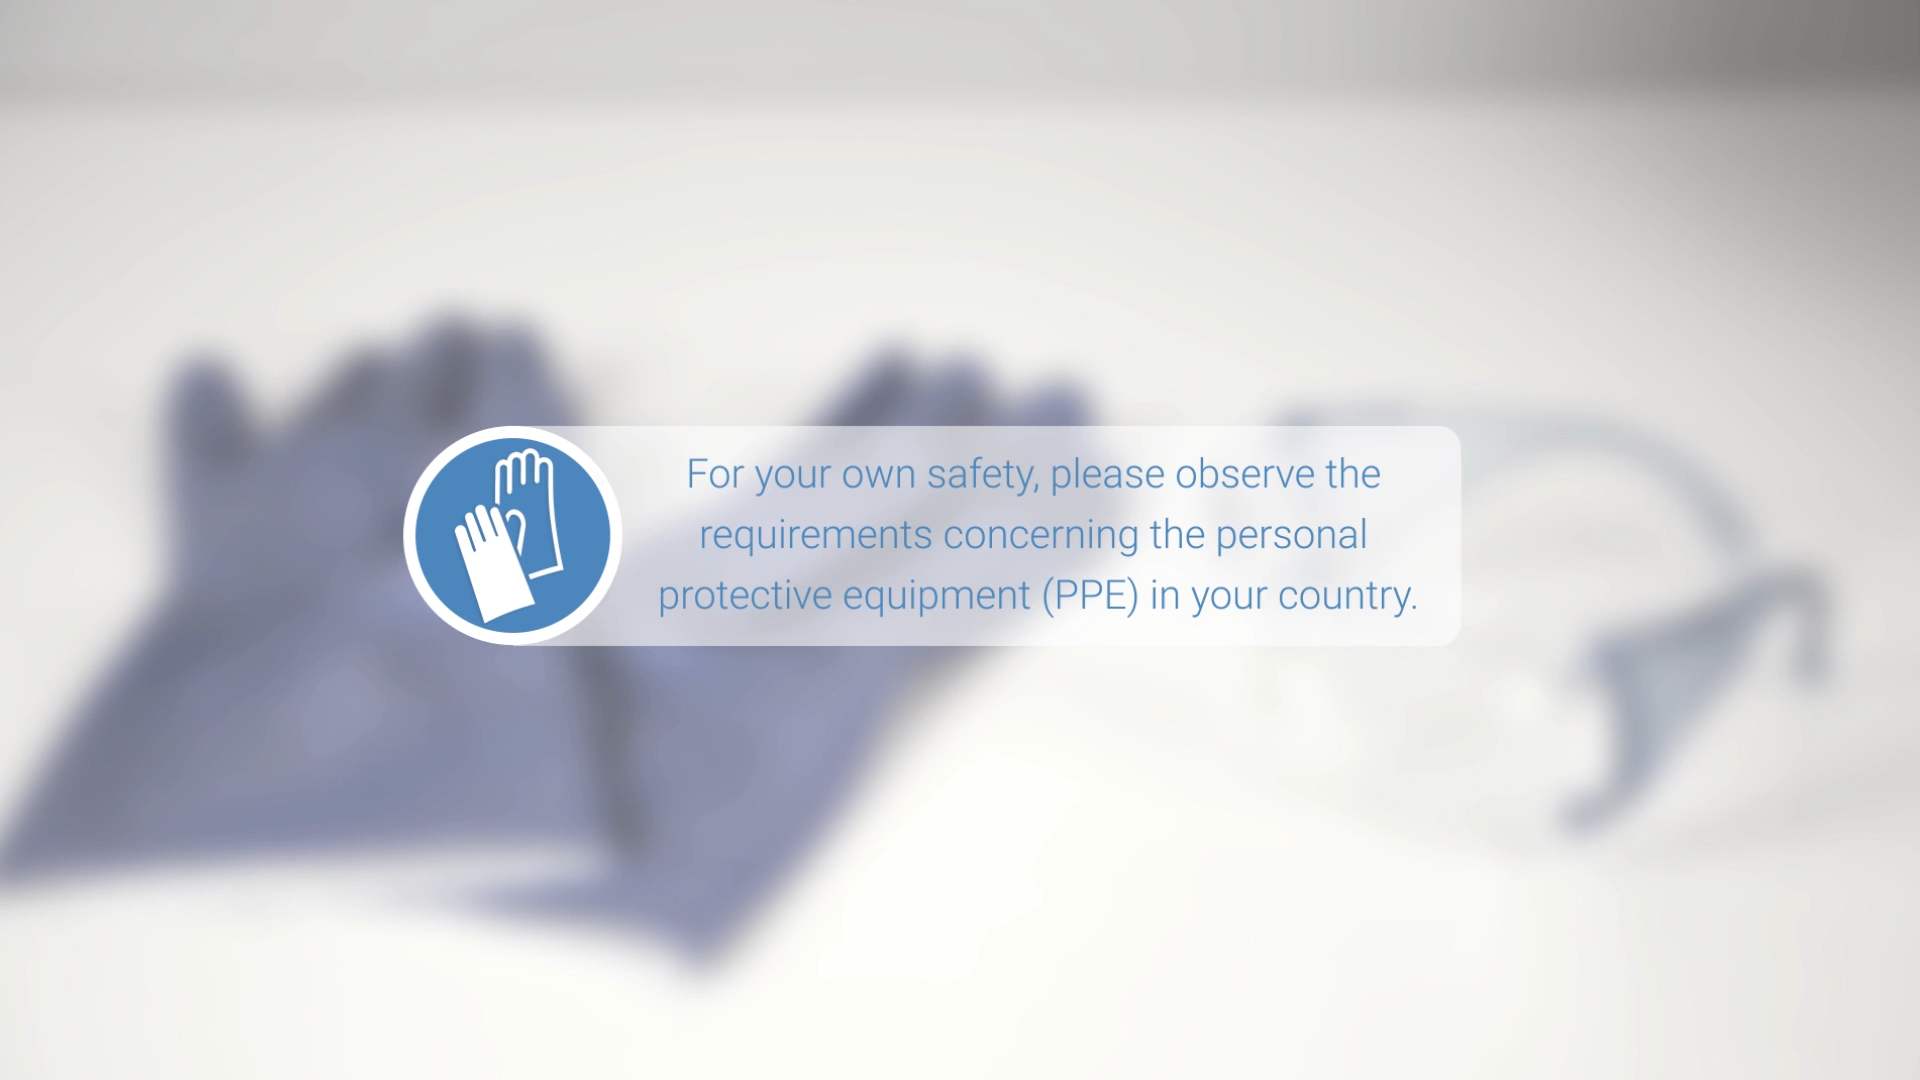 For your own safety, please observe the
requirements concerning the personal
protective equipment (PPE) in your country.